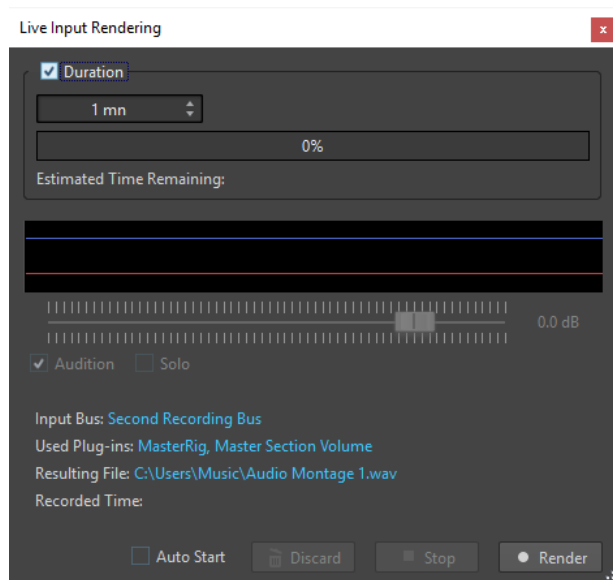 Live Input Rendering
x
Duration
1 mn
0%
Estimated Time Remaining:
0.0 dB
Audition Solo
Input Bus: Second Recording Bus
Used Plug-ins: MasterRig, Master Section Volume
Resulting File: C:\Users\Music\Audio Montage 1.wav
Recorded Time:
Auto Start Discard Stop Render